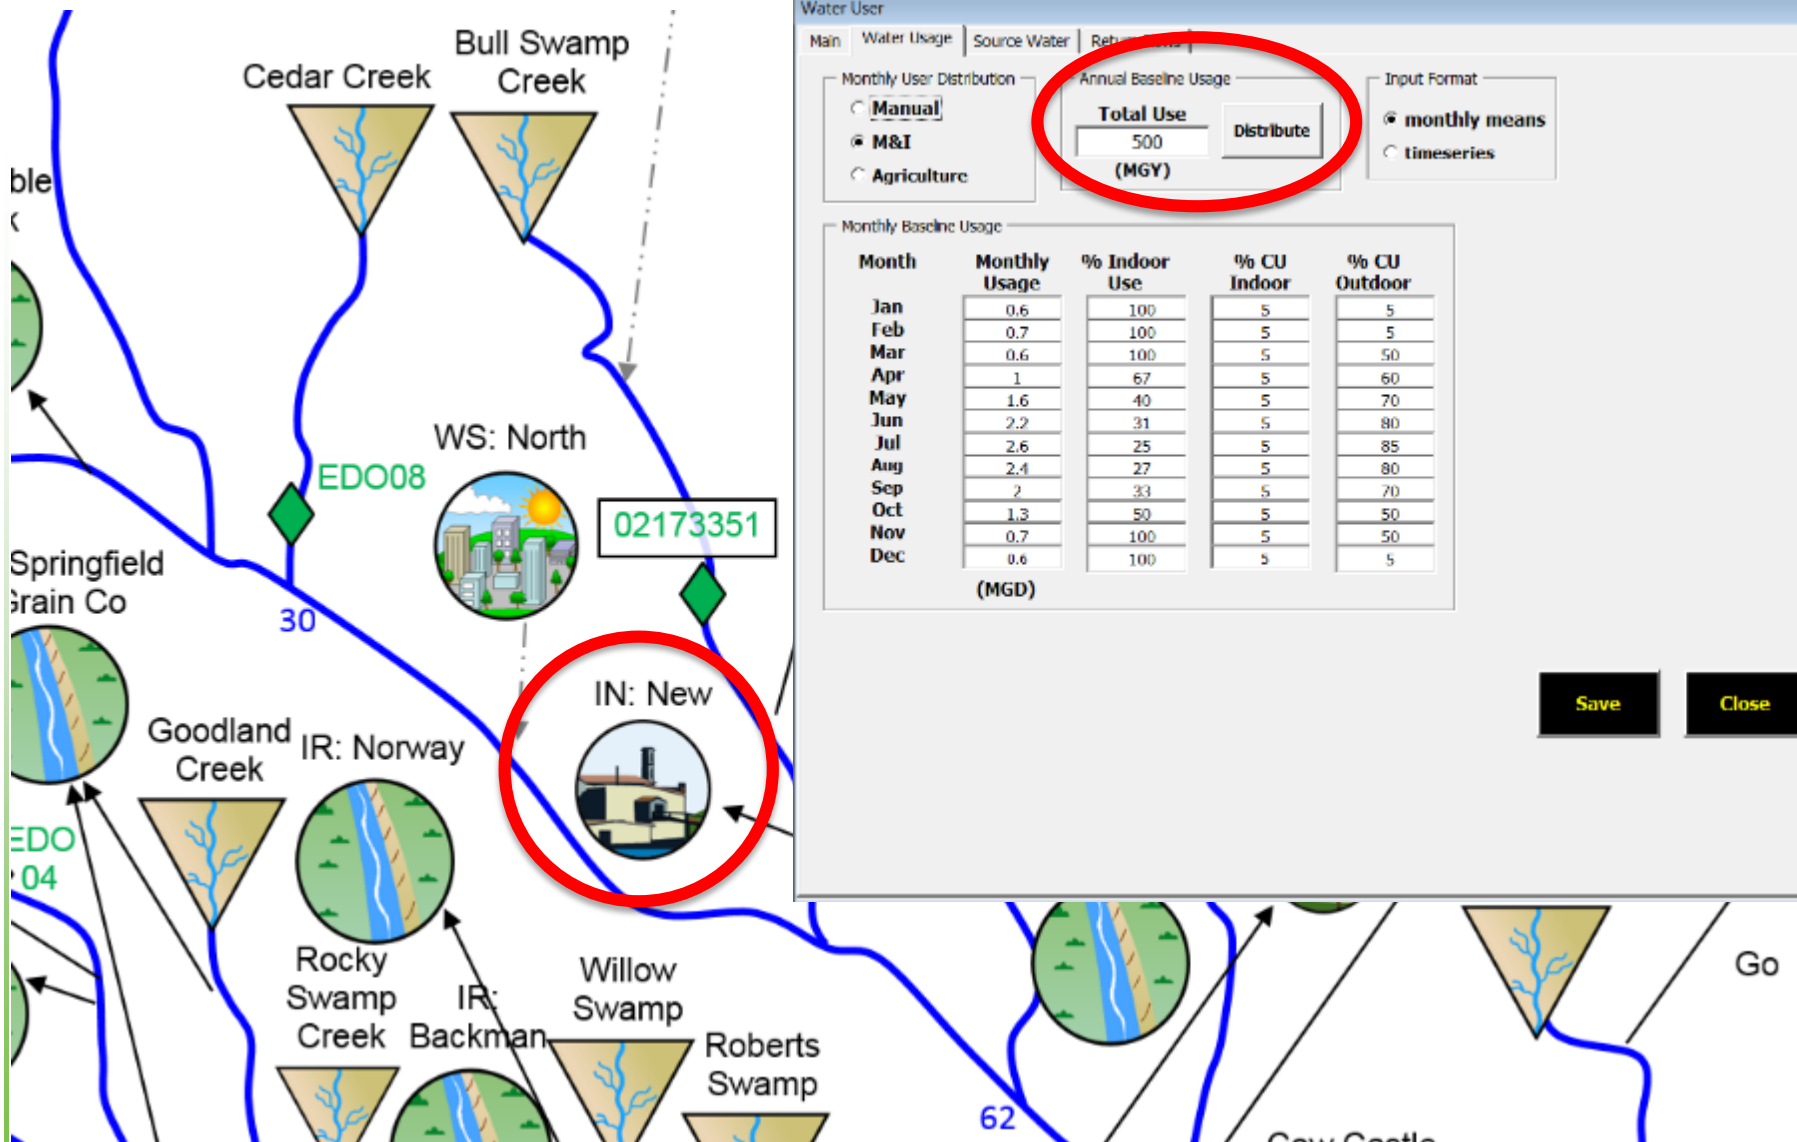 Cedar Creek
Bull Swamp
Creek
ble
WS: North
EDO08
02173351
Springfield
Grain Co
30
IN: New
Goodland
Creek
IR: Norway
EDO
04
Rocky
Swamp
Creek
IR:
Backman
Willow
Swamp
Roberts
Swamp
62
Go
Cow Castle
Water User
Main Water Usage Source Water
Monthly User Distribution
Manual
M&I
Agriculture
Annual Baseline Usage
Total Use
500
(MGY)
Distribute
Input Format
monthly means
timeseries
Monthly Baseline Usage
Month Monthly Usage % Indoor Use % CU Indoor % CU Outdoor
Jan 0.6 100 5 5
Feb 0.7 100 5 5
Mar 0.6 100 5 50
Apr 1 67 5 60
May 1.6 40 5 70
Jun 2.2 31 5 80
Jul 2.6 25 5 85
Aug 2.4 27 5 80
Sep 2 33 5 70
Oct 1.3 50 5 50
Nov 0.7 100 5 50
Dec 0.6 100 5 5
(MGD)
Save
Close